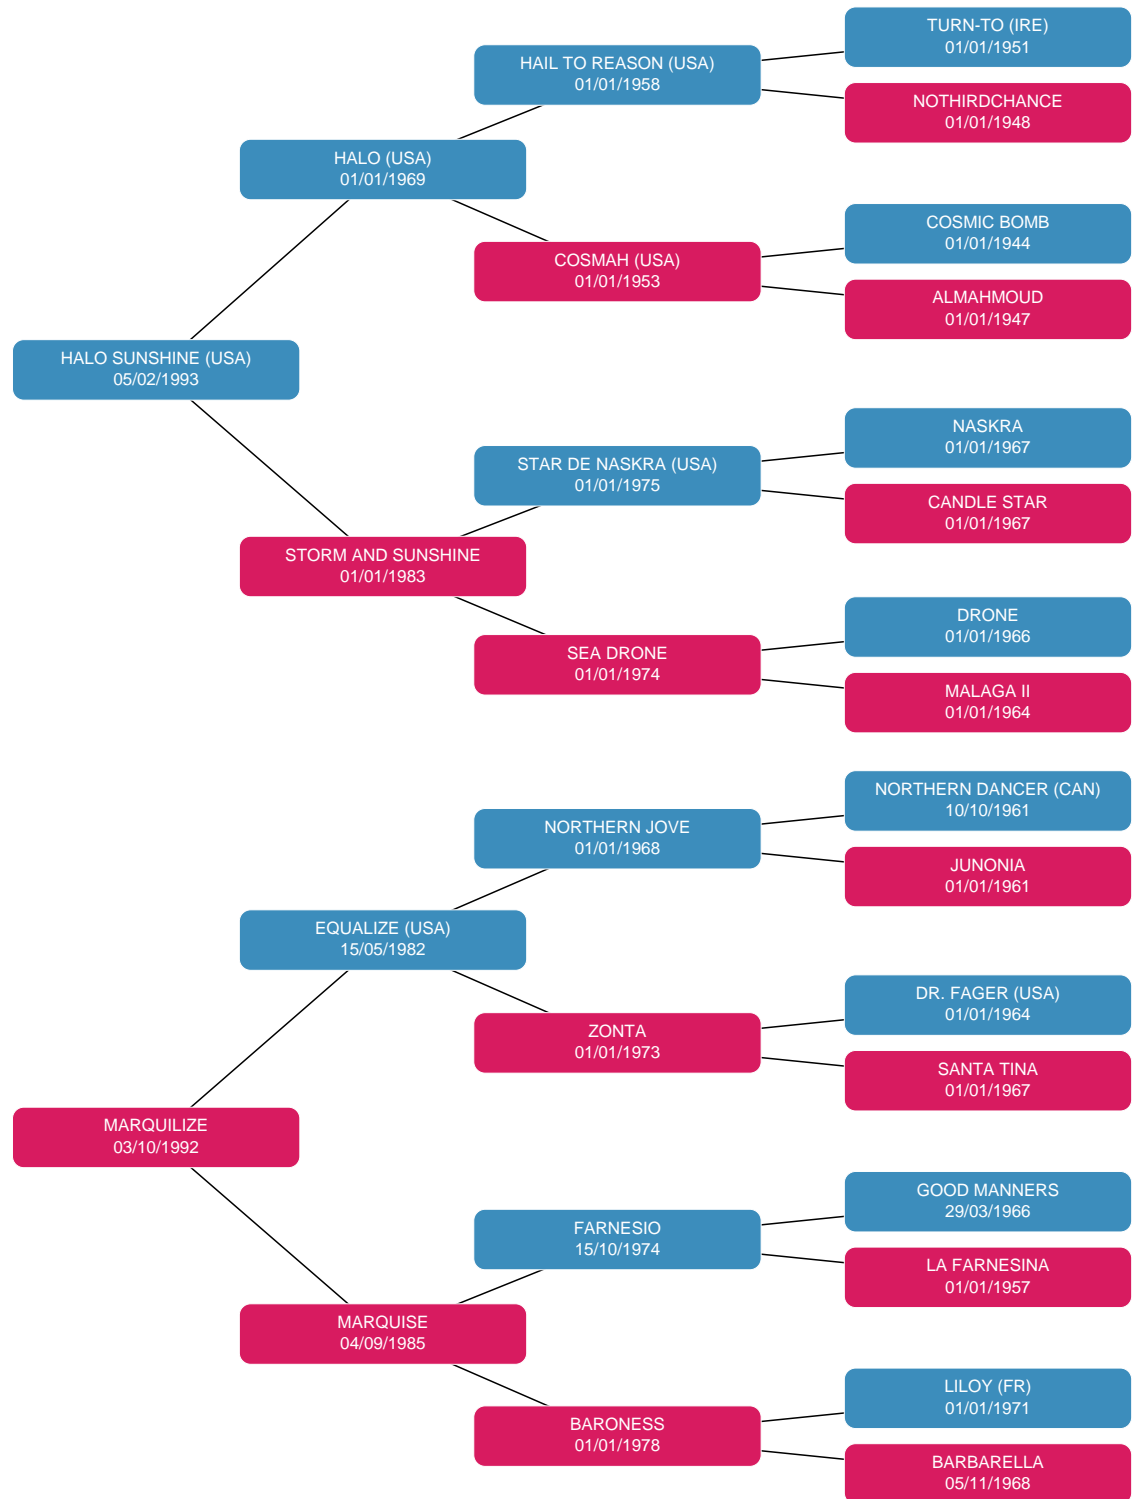 TURN-TO (IRE)
01/01/1951
HAIL TO REASON (USA)
01/01/1958
NOTHIRDCHANCE
01/01/1948
HALO (USA)
01/01/1969
COSMIC BOMB
01/01/1944
COSMAH (USA)
01/01/1953
ALMAHMOUD
01/01/1947
HALO SUNSHINE (USA)
05/02/1993
NASKRA
01/01/1967
STAR DE NASKRA (USA)
01/01/1975
CANDLE STAR
01/01/1967
STORM AND SUNSHINE
01/01/1983
DRONE
01/01/1966
SEA DRONE
01/01/1974
MALAGA II
01/01/1964
NORTHERN DANCER (CAN)
10/10/1961
NORTHERN JOVE
01/01/1968
JUNONIA
01/01/1961
EQUALIZE (USA)
15/05/1982
DR. FAGER (USA)
01/01/1964
ZONTA
01/01/1973
SANTA TINA
01/01/1967
MARQUILIZE
03/10/1992
GOOD MANNERS
29/03/1966
FARNESIO
15/10/1974
LA FARNESINA
01/01/1957
MARQUISE
04/09/1985
LILOY (FR)
01/01/1971
BARONESS
01/01/1978
BARBARELLA
05/11/1968